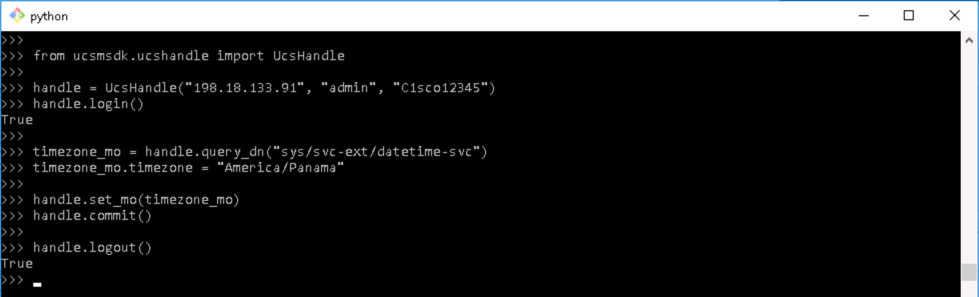 python
>>>
>>> from ucsmsdk.ucshandle import UcsHandle
>>>
>>> handle = UcsHandle("198.18.133.91", "admin", "C1sco12345")
>>> handle.login()
True
>>>
>>> timezone_mo = handle.query_dn("sys/svc-ext/datetime-svc")
>>> timezone_mo.timezone = "America/Panama"
>>>
>>> handle.set_mo(timezone_mo)
>>> handle.commit()
>>>
>>> handle.logout()
True
>>>